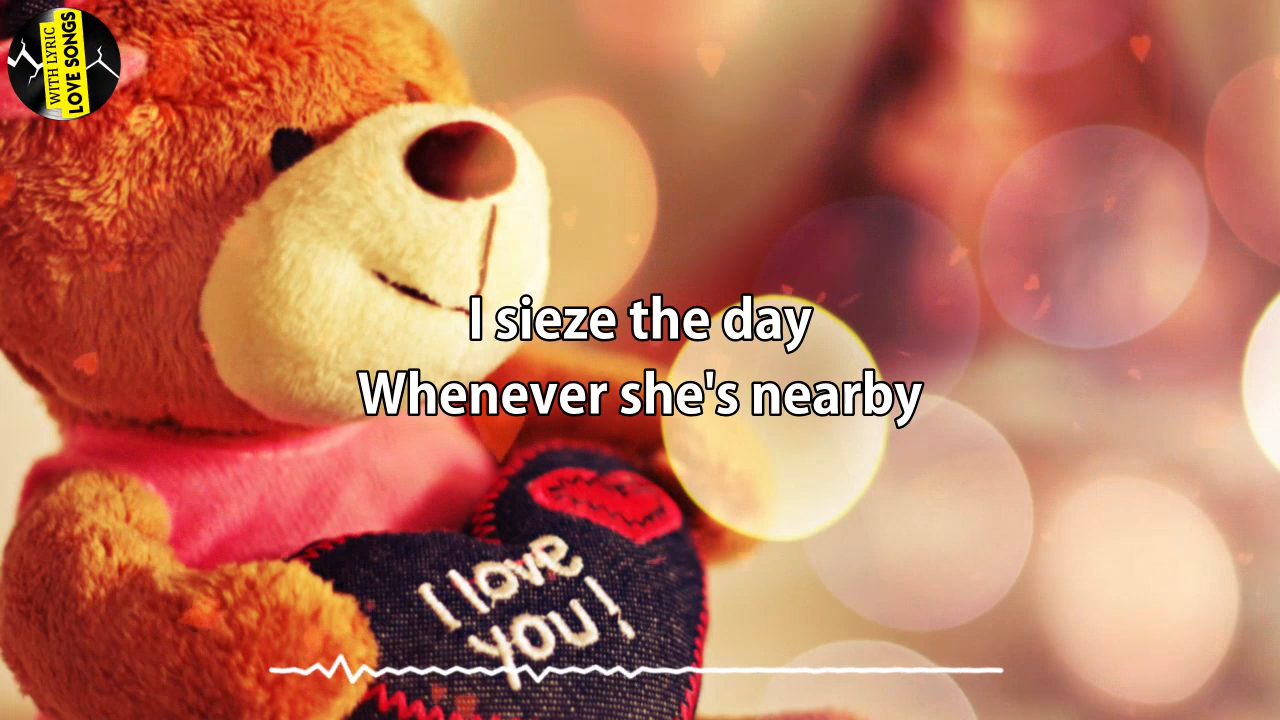 WITH LYRIC
LOVE SONGS
I sieze the day
Whenever she's nearby
I love
you!